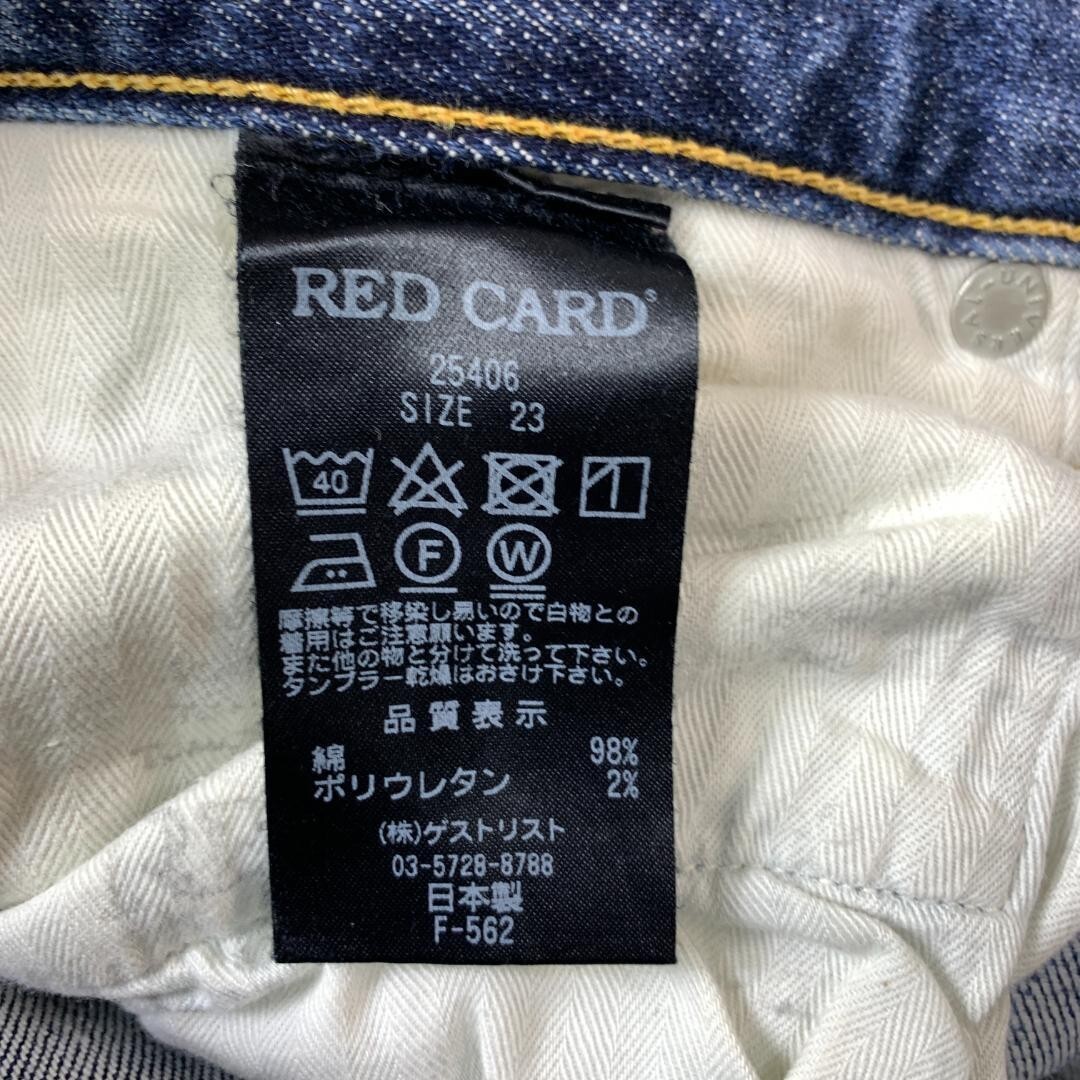 RED CARD
25406
SIZE 23
40
F W
摩擦等で移染し易いので白物との
着用はご注意願います。
また他の物と分けて洗って下さい。
タンブラー乾燥はおさけ下さい。
品質表示
綿 98%
ポリウレタン 2%
(株)ゲストリスト
03-5728-8788
日本製
F-562